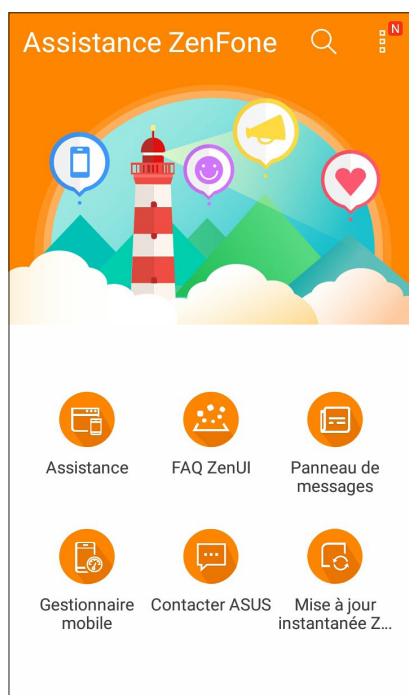 Assistance ZenFone
N
Assistance
FAQ ZenUI
Panneau de
messages
Gestionnaire
mobile
Contacter ASUS
Mise à jour
instantanée Z...